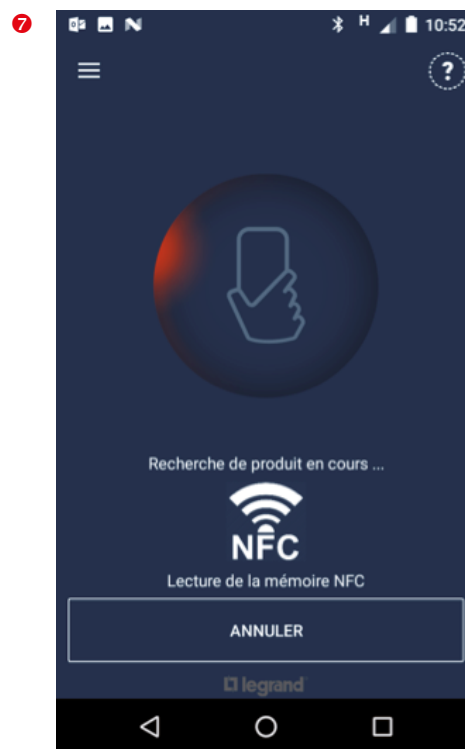 7
H 10:52
?
Recherche de produit en cours ...
NFC
Lecture de la mémoire NFC
ANNULER
legrand